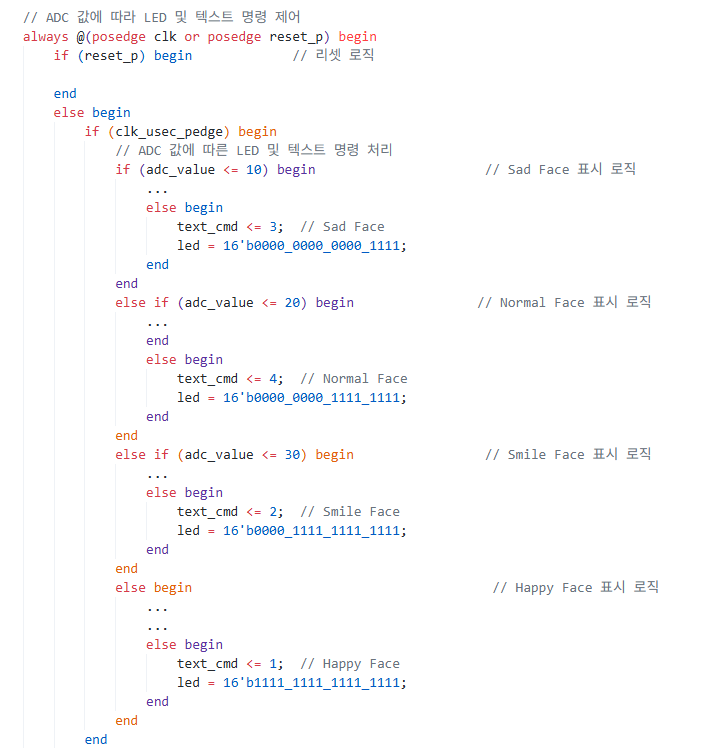 // ADC 값에 따라 LED 및 텍스트 명령 제어
always @(posedge clk or posedge reset_p) begin
    if (reset_p) begin             // 리셋 로직
    end
    else begin
        if (clk_usec_pedge) begin
            // ADC 값에 따른 LED 및 텍스트 명령 처리
            if (adc_value <= 10) begin                      // Sad Face 표시 로직
                ...
                else begin
                    text_cmd <= 3;  // Sad Face
                    led = 16'b0000_0000_0000_1111;
                end
            end
            else if (adc_value <= 20) begin                // Normal Face 표시 로직
                ...
                end
                else begin
                    text_cmd <= 4;  // Normal Face
                    led = 16'b0000_0000_1111_1111;
                end
            end
            else if (adc_value <= 30) begin                 // Smile Face 표시 로직
                ...
                else begin
                    text_cmd <= 2;  // Smile Face
                    led = 16'b0000_1111_1111_1111;
                end
            end
            else begin                                       // Happy Face 표시 로직
                ...
                ...
                else begin
                    text_cmd <= 1;  // Happy Face
                    led = 16'b1111_1111_1111_1111;
                end
            end
        end